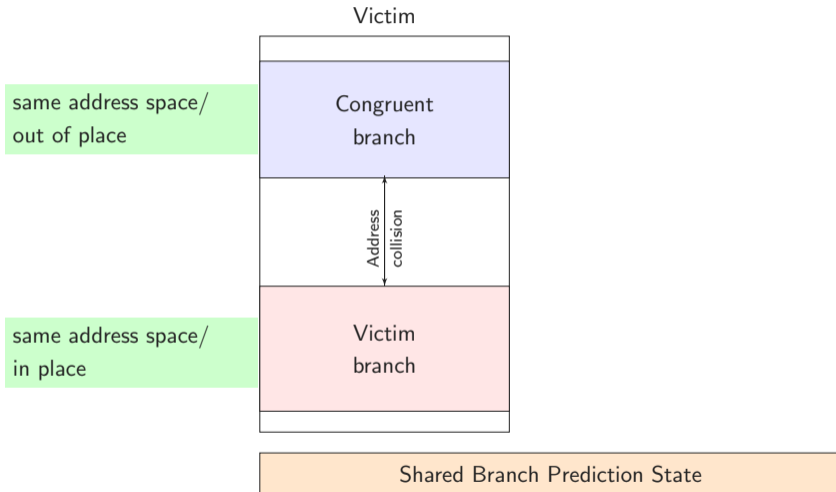 Victim
same address space/
out of place
Congruent
branch
Address
collision
same address space/
in place
Victim
branch
Shared Branch Prediction State